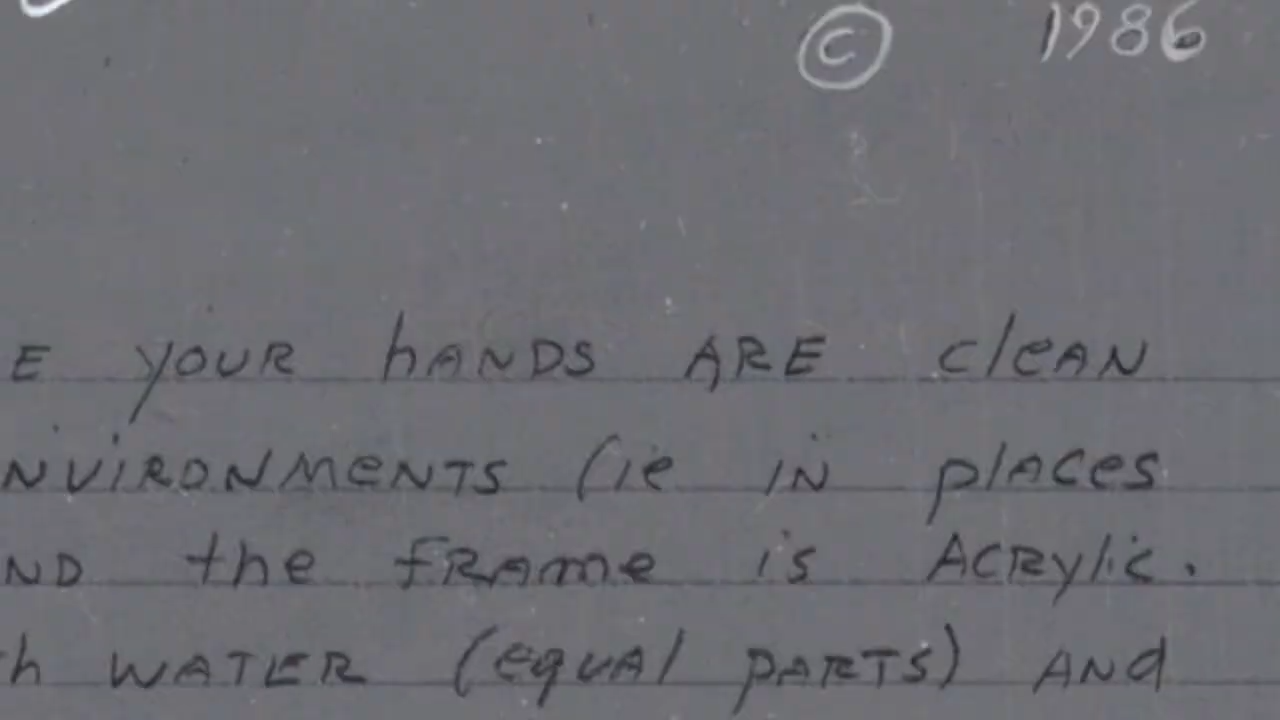 © 1986
E YOUR hANDS ARE cleAN
NViRONMeNTS (ie iN plACes
ND the fRAme is ACRylic.
h WATER (equAl PARTS) ANd